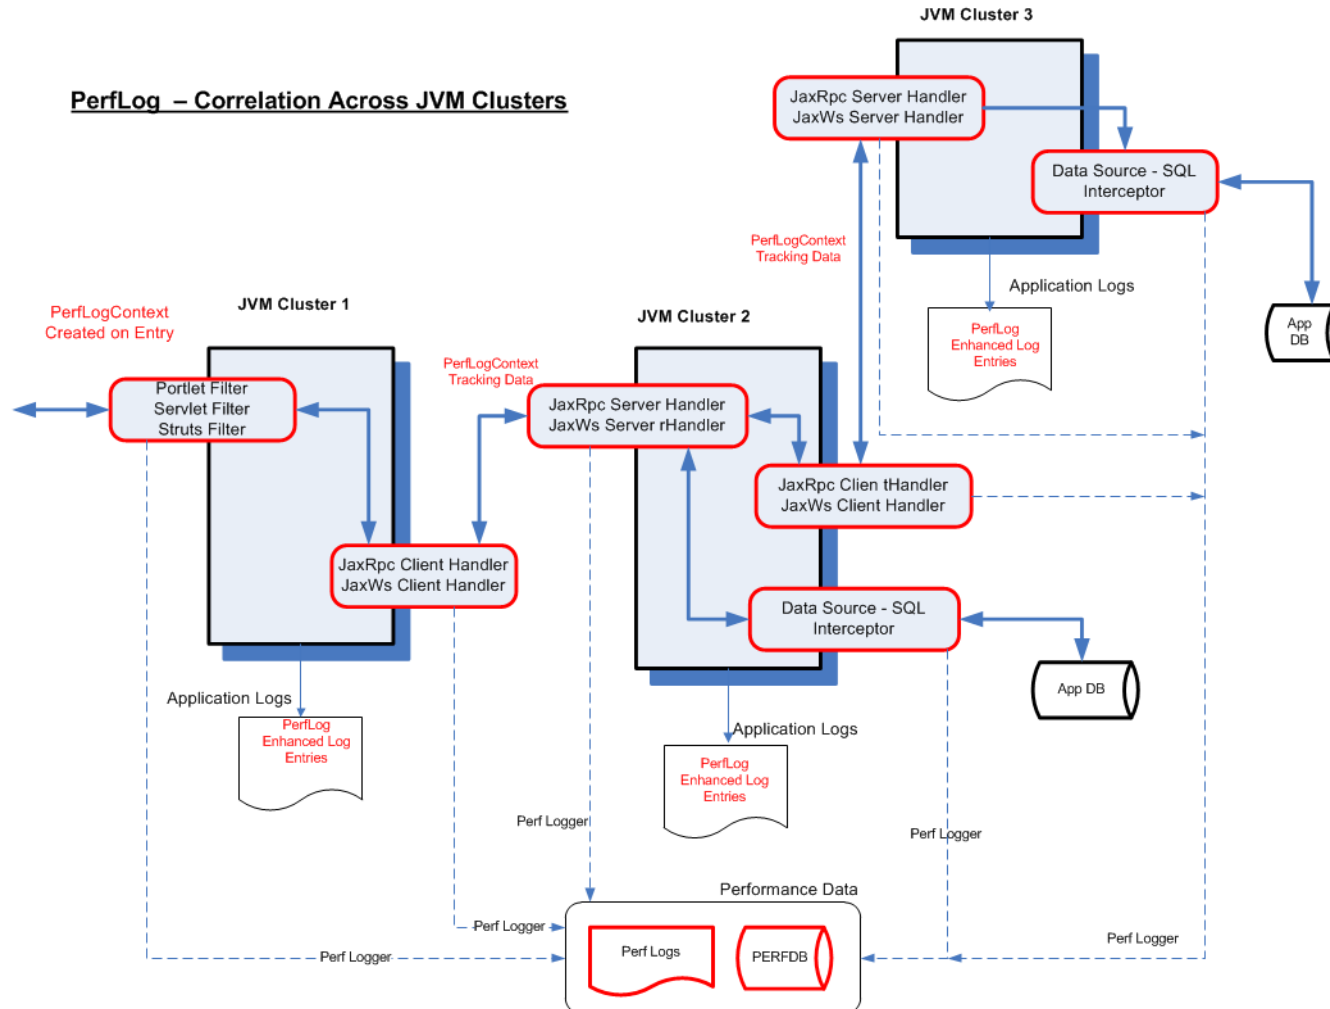 JVM Cluster 3
PerfLog – Correlation Across JVM Clusters
JaxRpc Server Handler
JaxWs Server Handler
Data Source - SQL
Interceptor
PerfLogContext
Tracking Data
Application Logs
PerfLog
Enhanced Log
Entries
App
DB
PerfLogContext
Created on Entry
JVM Cluster 1
JVM Cluster 2
PerfLogContext
Tracking Data
Portlet Filter
Servlet Filter
Struts Filter
JaxRpc Server Handler
JaxWs Server rHandler
JaxRpc Clien tHandler
JaxWs Client Handler
JaxRpc Client Handler
JaxWs Client Handler
Data Source - SQL
Interceptor
App DB
Application Logs
PerfLog
Enhanced Log
Entries
Application Logs
PerfLog
Enhanced Log
Entries
Perf Logger
Perf Logger
Performance Data
Perf Logger
Perf Logger
Perf Logs
PERFDB
Perf Logger